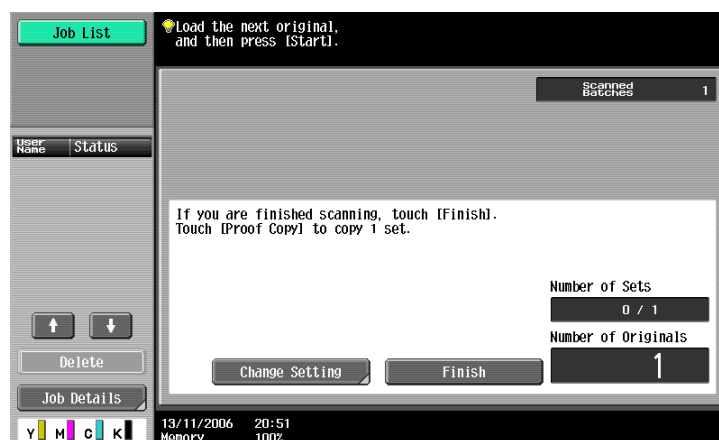 Job List
Load the next original,
and then press [Start].
Scanned
Batches 1
User
Name Status
If you are finished scanning, touch [Finish].
Touch [Proof Copy] to copy 1 set.
Number of Sets
0 / 1
Number of Originals
1
Delete
Change Setting
Finish
Job Details
Y M C K
13/11/2006 20:51
Memory 100%